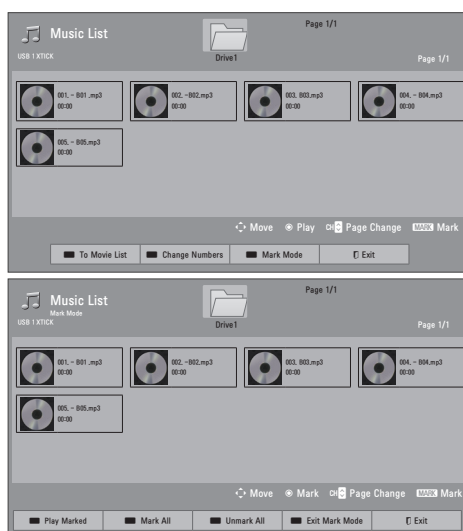 Music List
Page 1/1
USB 1 XTICK
Drive1
Page 1/1
001, - B01 .mp3
00:00
002, -B02,mp3
00:00
003, B03,mp3
00:00
004, - B04,mp3
00:00
005, - B05,mp3
00:00
Move Play CH Page Change MARK Mark
To Movie List Change Numbers Mark Mode Exit
Music List
Mark Mode
Page 1/1
USB 1 XTICK
Drive1
Page 1/1
001, - B01 .mp3
00:00
002, -B02,mp3
00:00
003, B03,mp3
00:00
004, - B04,mp3
00:00
005, - B05,mp3
00:00
Move Mark CH Page Change MARK Mark
Play Marked Mark All Unmark All Exit Mark Mode Exit